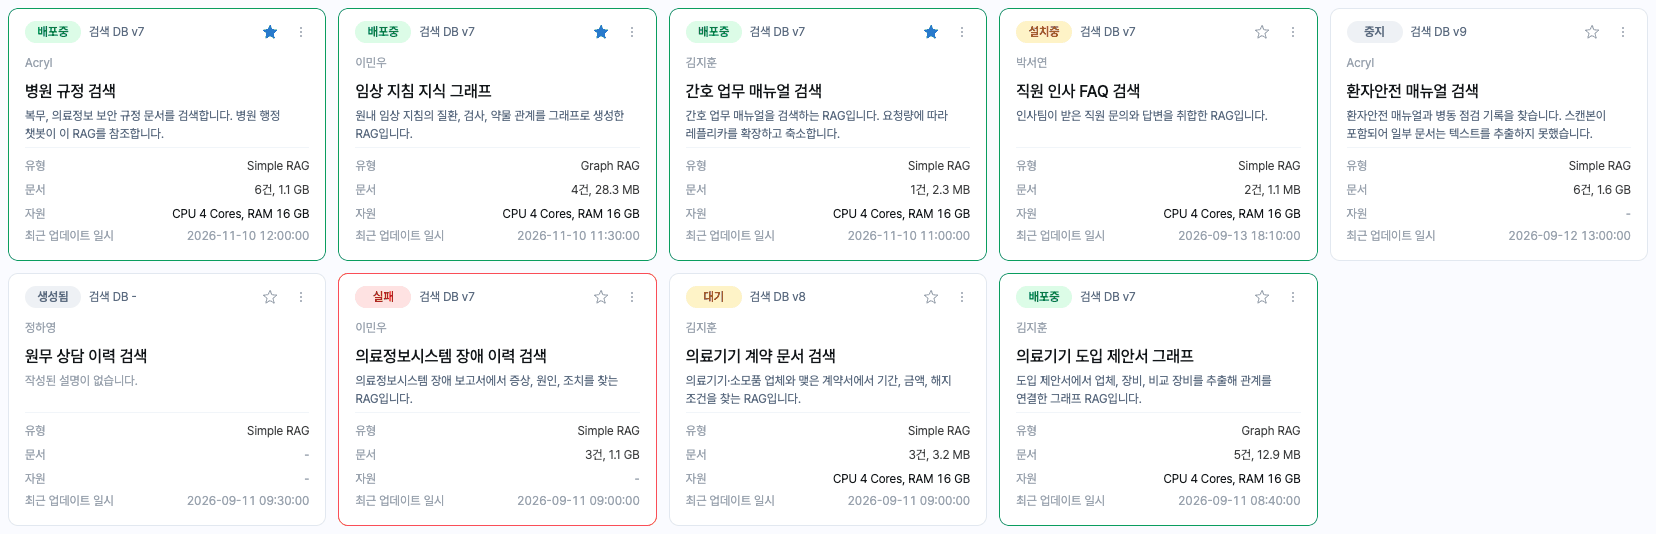 배포중 검색 DB v7
Acryl
병원 규정 검색
복무, 의료정보 보안 규정 문서를 검색합니다. 병원 행정
챗봇이 이 RAG를 참조합니다.
유형 Simple RAG
문서 6건, 1.1 GB
자원 CPU 4 Cores, RAM 16 GB
최근 업데이트 일시 2026-11-10 12:00:00
배포중 검색 DB v7
이민우
임상 지침 지식 그래프
원내 임상 지침의 질환, 검사, 약물 관계를 그래프로 생성한
RAG입니다.
유형 Graph RAG
문서 4건, 28.3 MB
자원 CPU 4 Cores, RAM 16 GB
최근 업데이트 일시 2026-11-10 11:30:00
배포중 검색 DB v7
김지훈
간호 업무 매뉴얼 검색
간호 업무 매뉴얼을 검색하는 RAG입니다. 요청량에 따라
레플리카를 확장하고 축소합니다.
유형 Simple RAG
문서 1건, 2.3 MB
자원 CPU 4 Cores, RAM 16 GB
최근 업데이트 일시 2026-11-10 11:00:00
설치중 검색 DB v7
박서연
직원 인사 FAQ 검색
인사팀이 받은 직원 문의와 답변을 취합한 RAG입니다.
유형 Simple RAG
문서 2건, 1.1 MB
자원 CPU 4 Cores, RAM 16 GB
최근 업데이트 일시 2026-09-13 18:10:00
중지 검색 DB v9
Acryl
환자안전 매뉴얼 검색
환자안전 매뉴얼과 병동 점검 기록을 찾습니다. 스캔본이
포함되어 일부 문서는 텍스트를 추출하지 못했습니다.
유형 Simple RAG
문서 6건, 1.6 GB
자원 -
최근 업데이트 일시 2026-09-12 13:00:00
생성됨 검색 DB -
정하영
원무 상담 이력 검색
작성된 설명이 없습니다.
유형 Simple RAG
문서 -
자원 -
최근 업데이트 일시 2026-09-11 09:30:00
실패 검색 DB v7
이민우
의료정보시스템 장애 이력 검색
의료정보시스템 장애 보고서에서 증상, 원인, 조치를 찾는
RAG입니다.
유형 Simple RAG
문서 3건, 1.1 GB
자원 -
최근 업데이트 일시 2026-09-11 09:00:00
대기 검색 DB v8
김지훈
의료기기 계약 문서 검색
의료기기·소모품 업체와 맺은 계약서에서 기간, 금액, 해지
조건을 찾는 RAG입니다.
유형 Simple RAG
문서 3건, 3.2 MB
자원 CPU 4 Cores, RAM 16 GB
최근 업데이트 일시 2026-09-11 09:00:00
배포중 검색 DB v7
김지훈
의료기기 도입 제안서 그래프
도입 제안서에서 업체, 장비, 비교 장비를 추출해 관계를
연결한 그래프 RAG입니다.
유형 Graph RAG
문서 5건, 12.9 MB
자원 CPU 4 Cores, RAM 16 GB
최근 업데이트 일시 2026-09-11 08:40:00